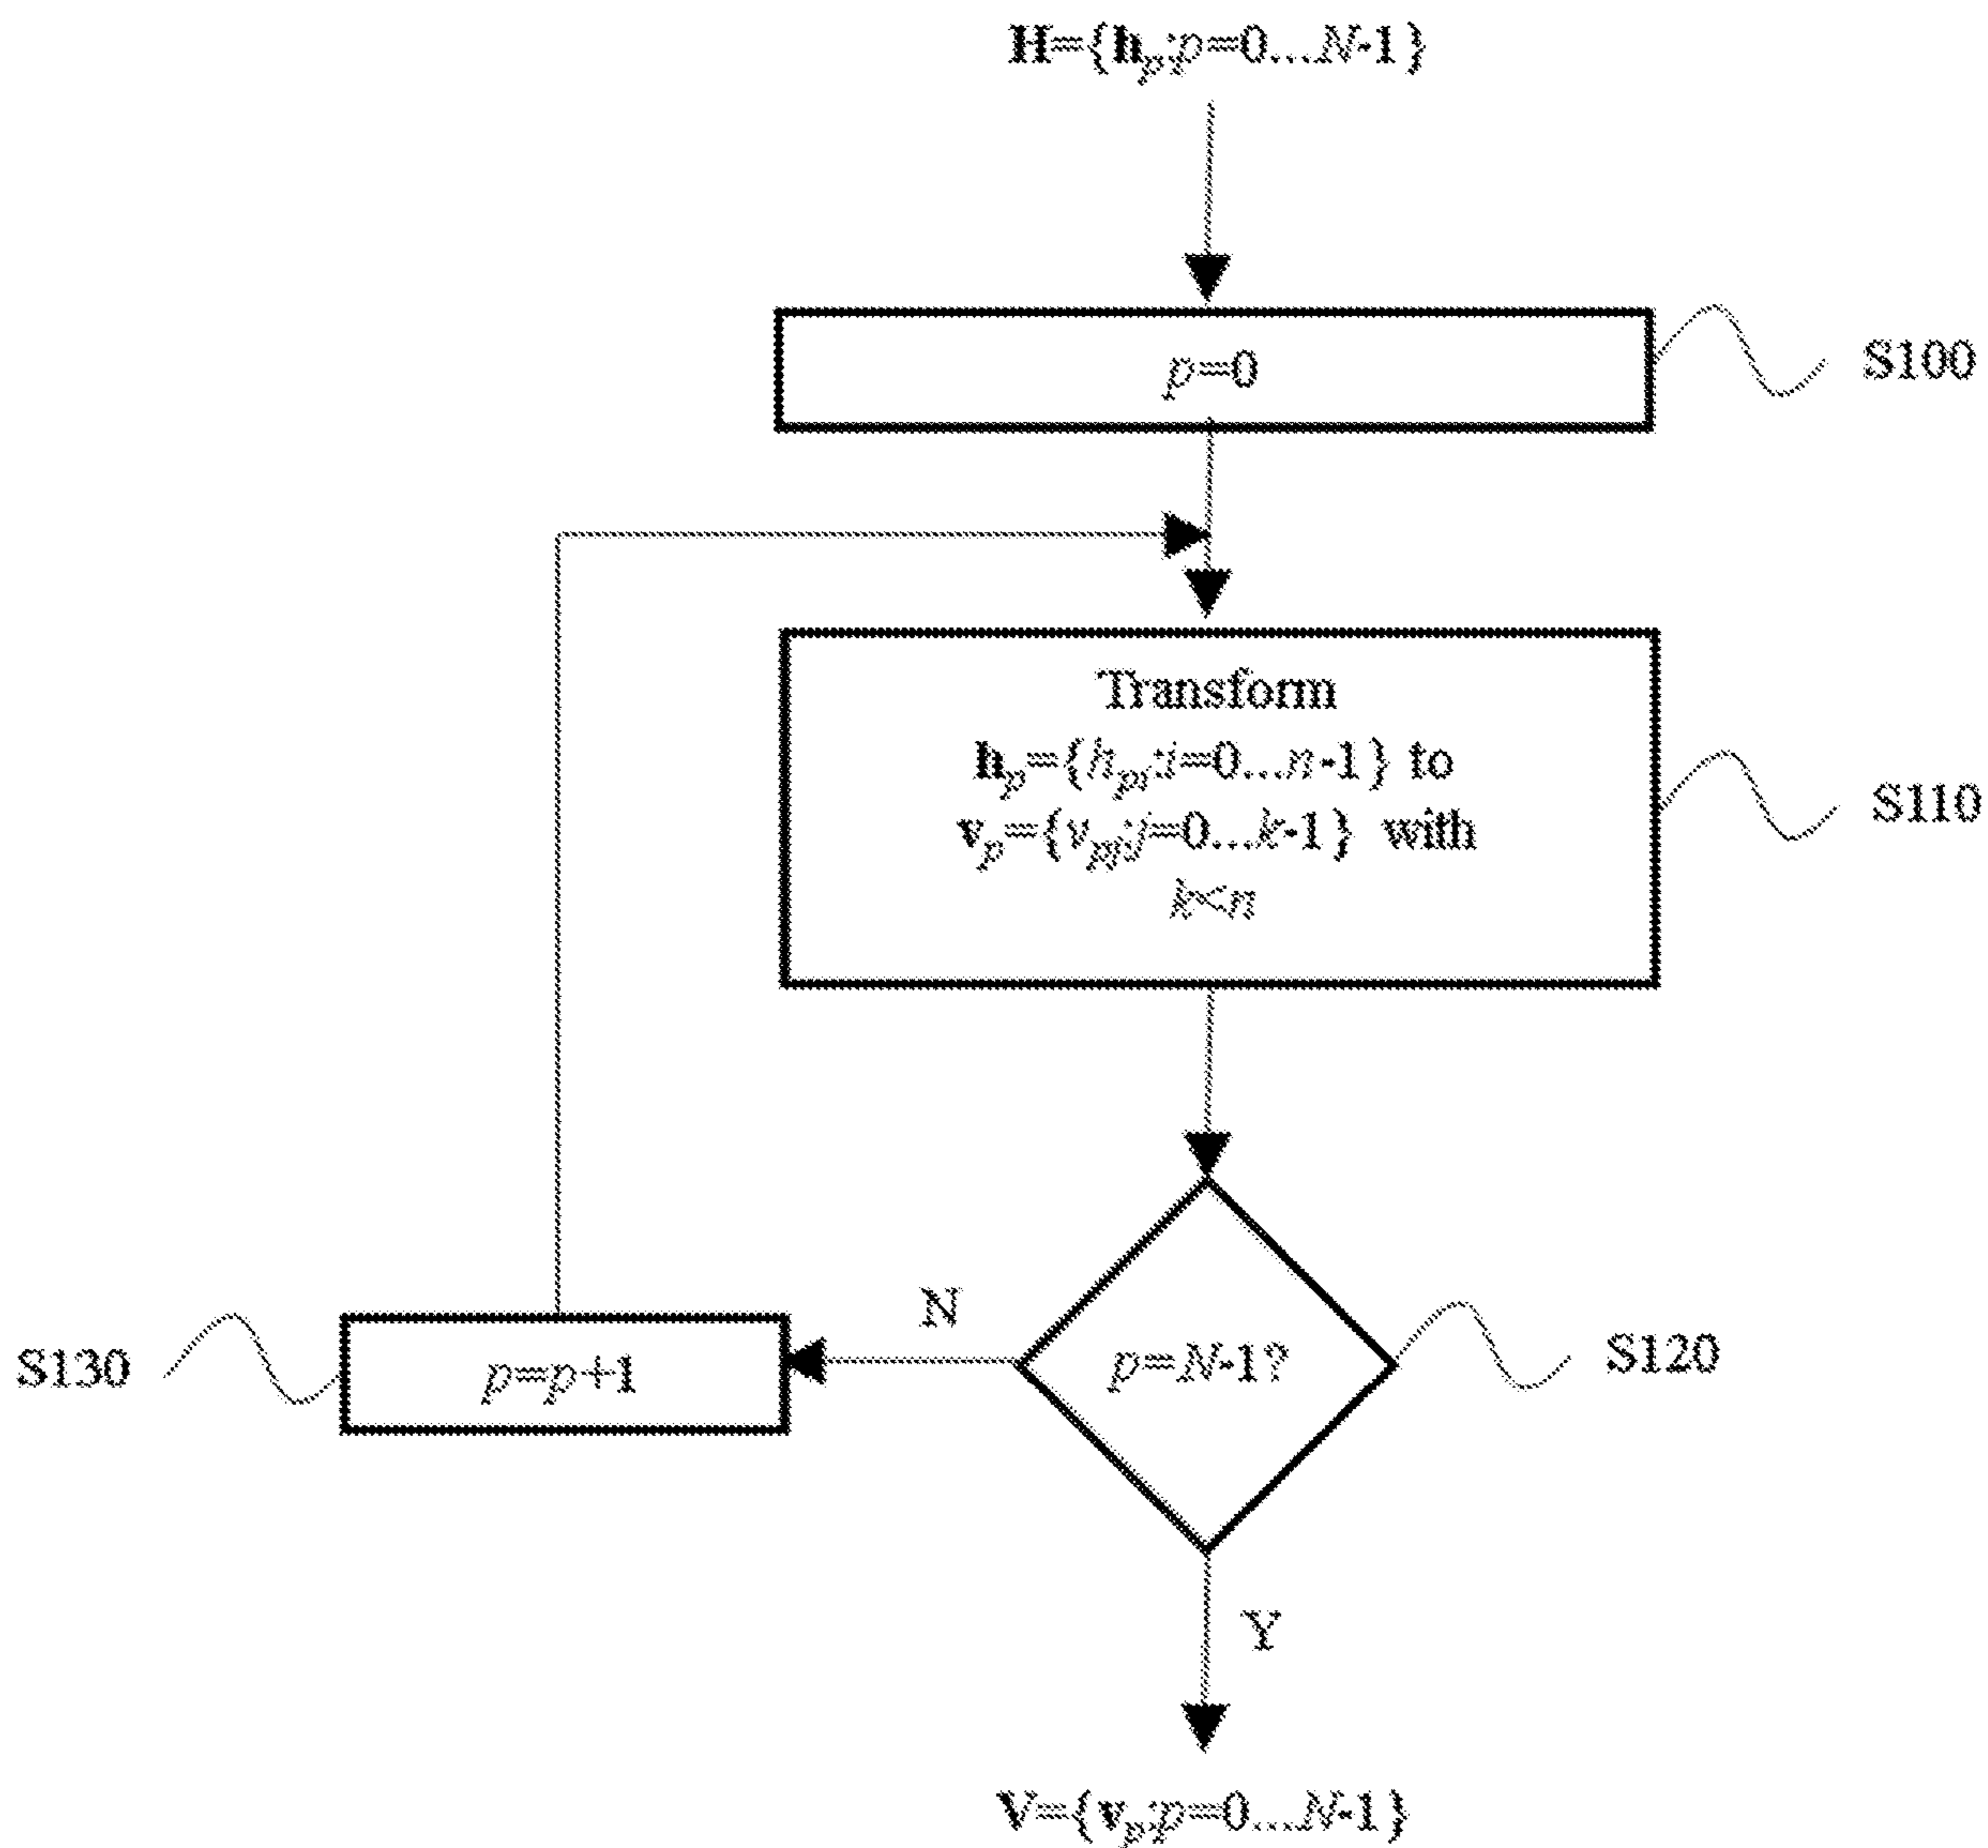 H={h_p:p=0...N-1}
p=0
S100
Transform
h_p={h_pi:i=0...n-1} to
v_p={v_pj:j=0...k-1} with
k<n
S110
N
p=N-1?
S120
S130
p=p+1
Y
V={v_p:p=0...N-1}